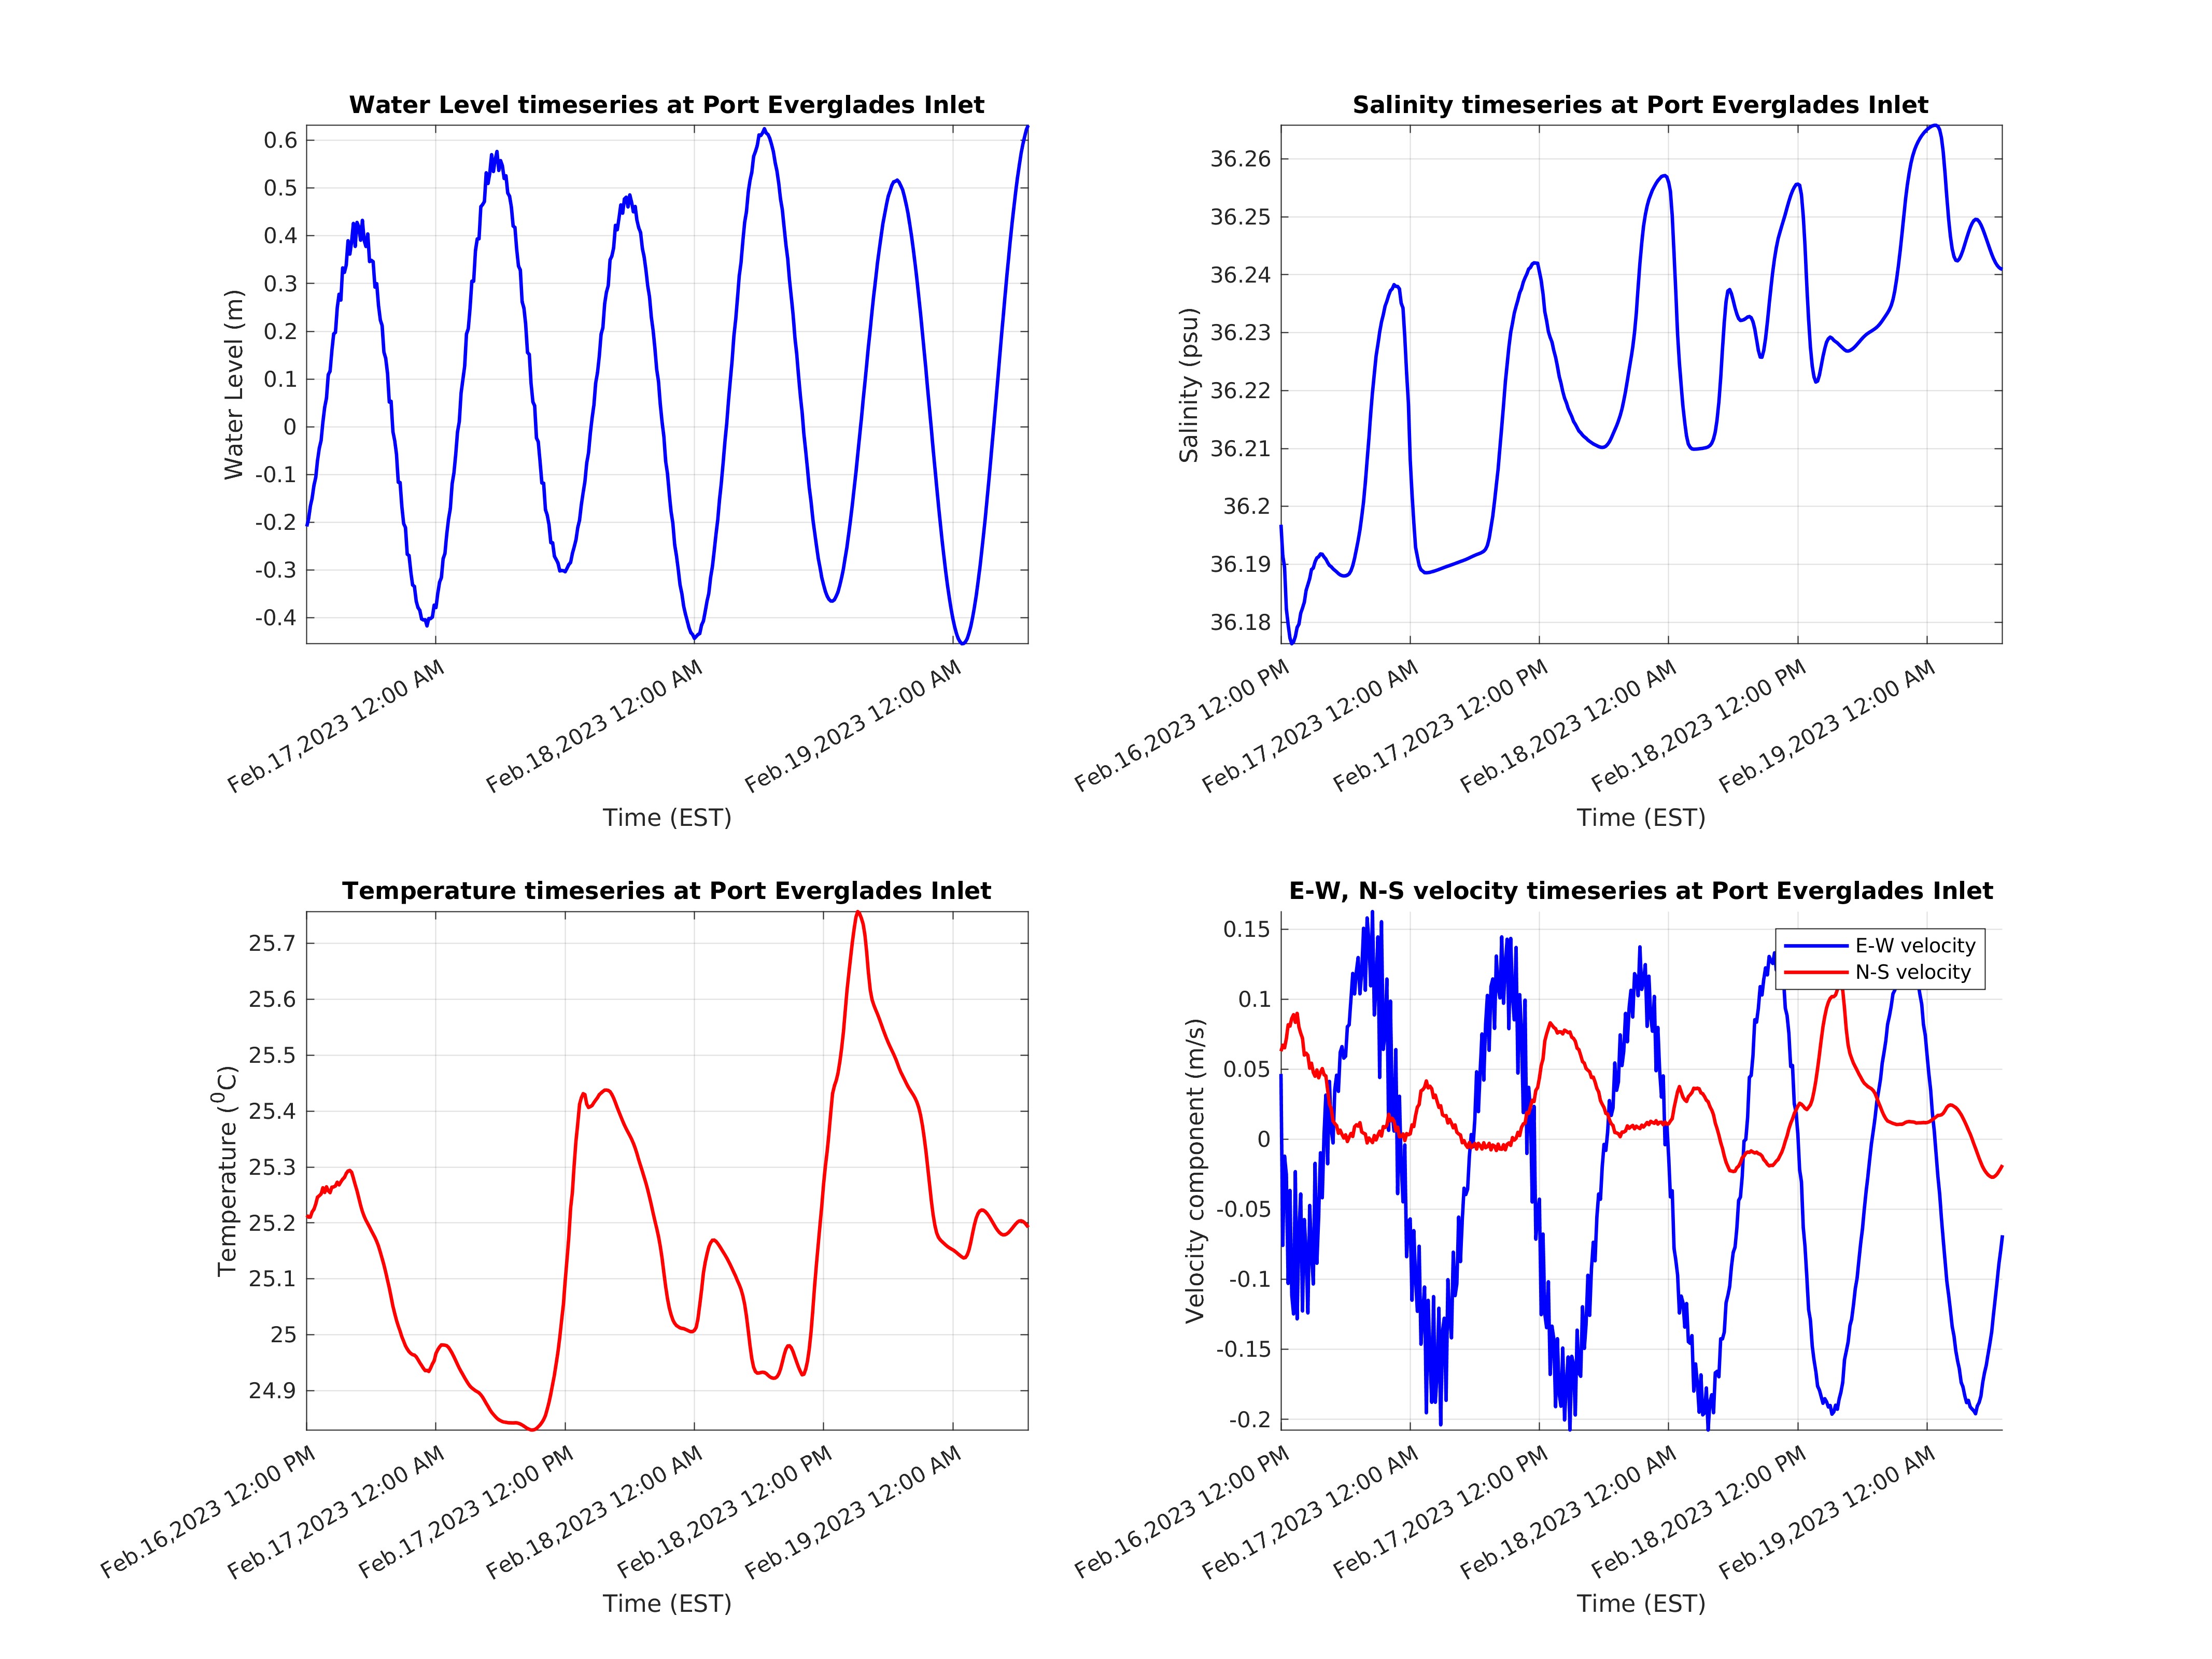 Water Level timeseries at Port Everglades Inlet
Water Level (m)
0.6
0.5
0.4
0.3
0.2
0.1
0
-0.1
-0.2
-0.3
-0.4
Feb.17,2023 12:00 AM
Feb.18,2023 12:00 AM
Feb.19,2023 12:00 AM
Time (EST)
Salinity timeseries at Port Everglades Inlet
Salinity (psu)
36.26
36.25
36.24
36.23
36.22
36.21
36.2
36.19
36.18
Feb.16,2023 12:00 PM
Feb.17,2023 12:00 AM
Feb.17,2023 12:00 PM
Feb.18,2023 12:00 AM
Feb.18,2023 12:00 PM
Feb.19,2023 12:00 AM
Time (EST)
Temperature timeseries at Port Everglades Inlet
Temperature (⁰C)
25.7
25.6
25.5
25.4
25.3
25.2
25.1
25
24.9
Feb.16,2023 12:00 PM
Feb.17,2023 12:00 AM
Feb.17,2023 12:00 PM
Feb.18,2023 12:00 AM
Feb.18,2023 12:00 PM
Feb.19,2023 12:00 AM
Time (EST)
E-W, N-S velocity timeseries at Port Everglades Inlet
Velocity component (m/s)
0.15
0.1
0.05
0
-0.05
-0.1
-0.15
-0.2
E-W velocity
N-S velocity
Feb.16,2023 12:00 PM
Feb.17,2023 12:00 AM
Feb.17,2023 12:00 PM
Feb.18,2023 12:00 AM
Feb.18,2023 12:00 PM
Feb.19,2023 12:00 AM
Time (EST)